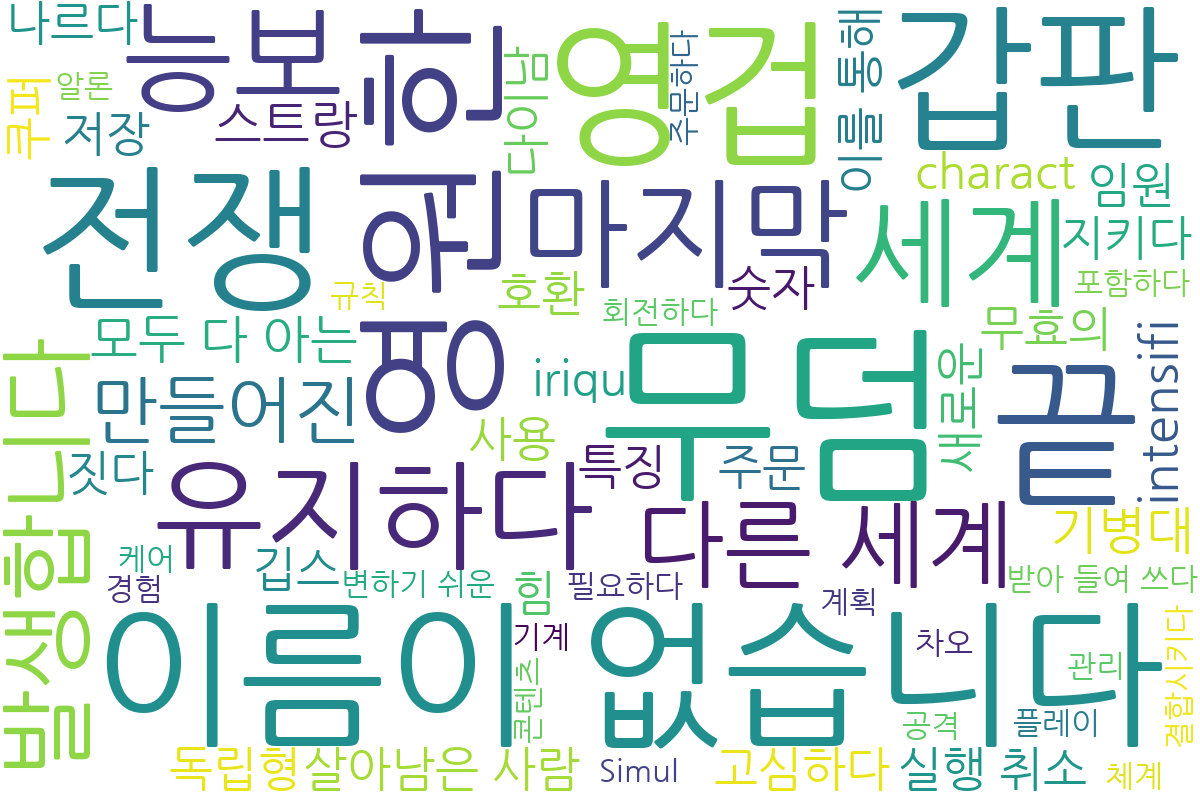 나르다
능보
영원한
영겁
갑판
쿠퍼
알론
저장
스트랑
다이남
주문하다
이를 통해
charact
임원
전쟁
마지막
세계
지키다
규칙
호환
숫자
포함하다
회전하다
모두 다 아는
무덤
무효의
끝
intensifi
발생합니다
만들어진
iriqu
새로운
사용
짓다
특징
주문
유지하다
다른 세계
기병대
케어
깁스
변하기 쉬운
힘
필요하다
받아 들여 쓰다
경험
계획
이름이 없습니다
기계
차오
관리
결합시키다
콘텐츠
공격
플레이
독립형
살아남은 사람
Simul
고심하다
실행 취소
체계